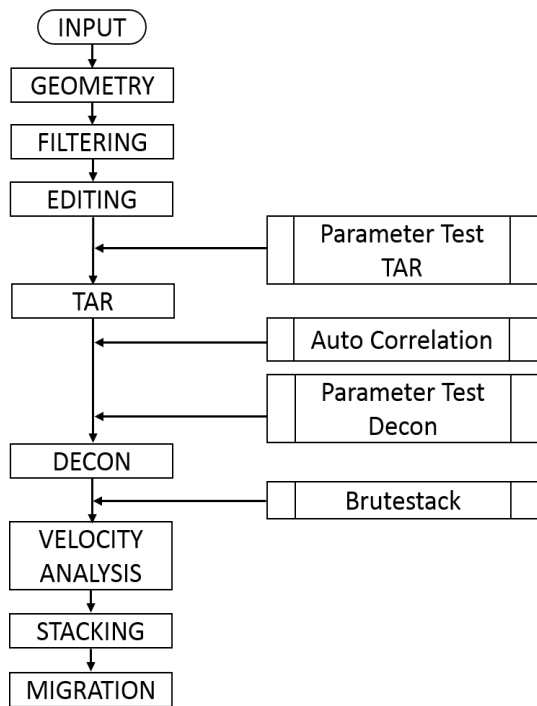 INPUT
GEOMETRY
FILTERING
EDITING
Parameter Test
TAR
TAR
Auto Correlation
Parameter Test
Decon
DECON
Brutestack
VELOCITY
ANALYSIS
STACKING
MIGRATION